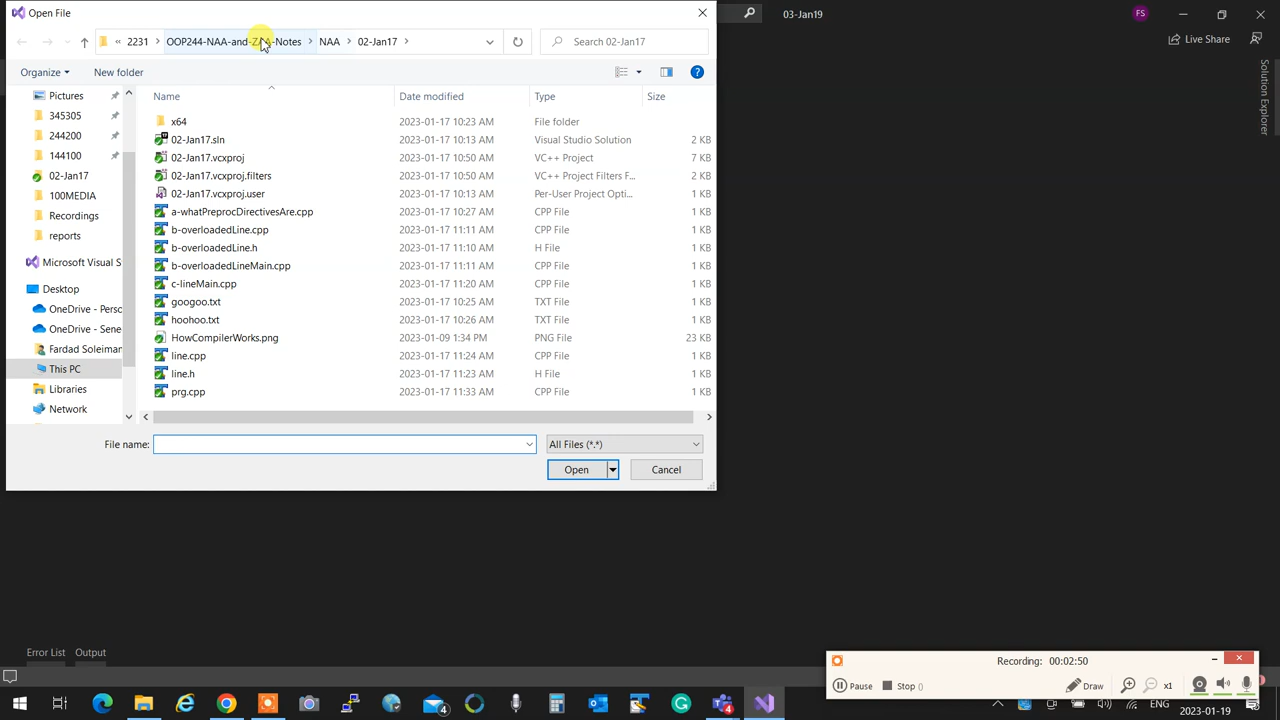 Open File
03-Jan19
FS
« 2231 > OOP244-NAA-and-ZAA-Notes > NAA > 02-Jan17 >
Search 02-Jan17
Live Share
Organize
New folder
Solution Explorer
Name Date modified Type Size
Pictures
345305
244200
144100
02-Jan17
100MEDIA
Recordings
reports
Microsoft Visual S
Desktop
OneDrive - Perso
OneDrive - Sene
Fardad Soleiman
This PC
Libraries
Network
x64 2023-01-17 10:23 AM File folder
02-Jan17.sln 2023-01-17 10:13 AM Visual Studio Solution 2 KB
02-Jan17.vcxproj 2023-01-17 10:50 AM VC++ Project 7 KB
02-Jan17.vcxproj.filters 2023-01-17 10:50 AM VC++ Project Filters F... 2 KB
02-Jan17.vcxproj.user 2023-01-17 10:13 AM Per-User Project Opti... 1 KB
a-whatPreprocDirectivesAre.cpp 2023-01-17 10:27 AM CPP File 1 KB
b-overloadedLine.cpp 2023-01-17 11:11 AM CPP File 1 KB
b-overloadedLine.h 2023-01-17 11:10 AM H File 1 KB
b-overloadedLineMain.cpp 2023-01-17 11:11 AM CPP File 1 KB
c-lineMain.cpp 2023-01-17 11:20 AM CPP File 1 KB
googoo.txt 2023-01-17 10:25 AM TXT File 1 KB
hoohoo.txt 2023-01-17 10:26 AM TXT File 1 KB
HowCompilerWorks.png 2023-01-09 1:34 PM PNG File 23 KB
line.cpp 2023-01-17 11:24 AM CPP File 1 KB
line.h 2023-01-17 11:23 AM H File 1 KB
prg.cpp 2023-01-17 11:33 AM CPP File 1 KB
File name:
All Files (*.*)
Open
Cancel
Error List Output
Recording: 00:02:50
Pause Stop () Draw x1
4
4
ENG
2023-01-19